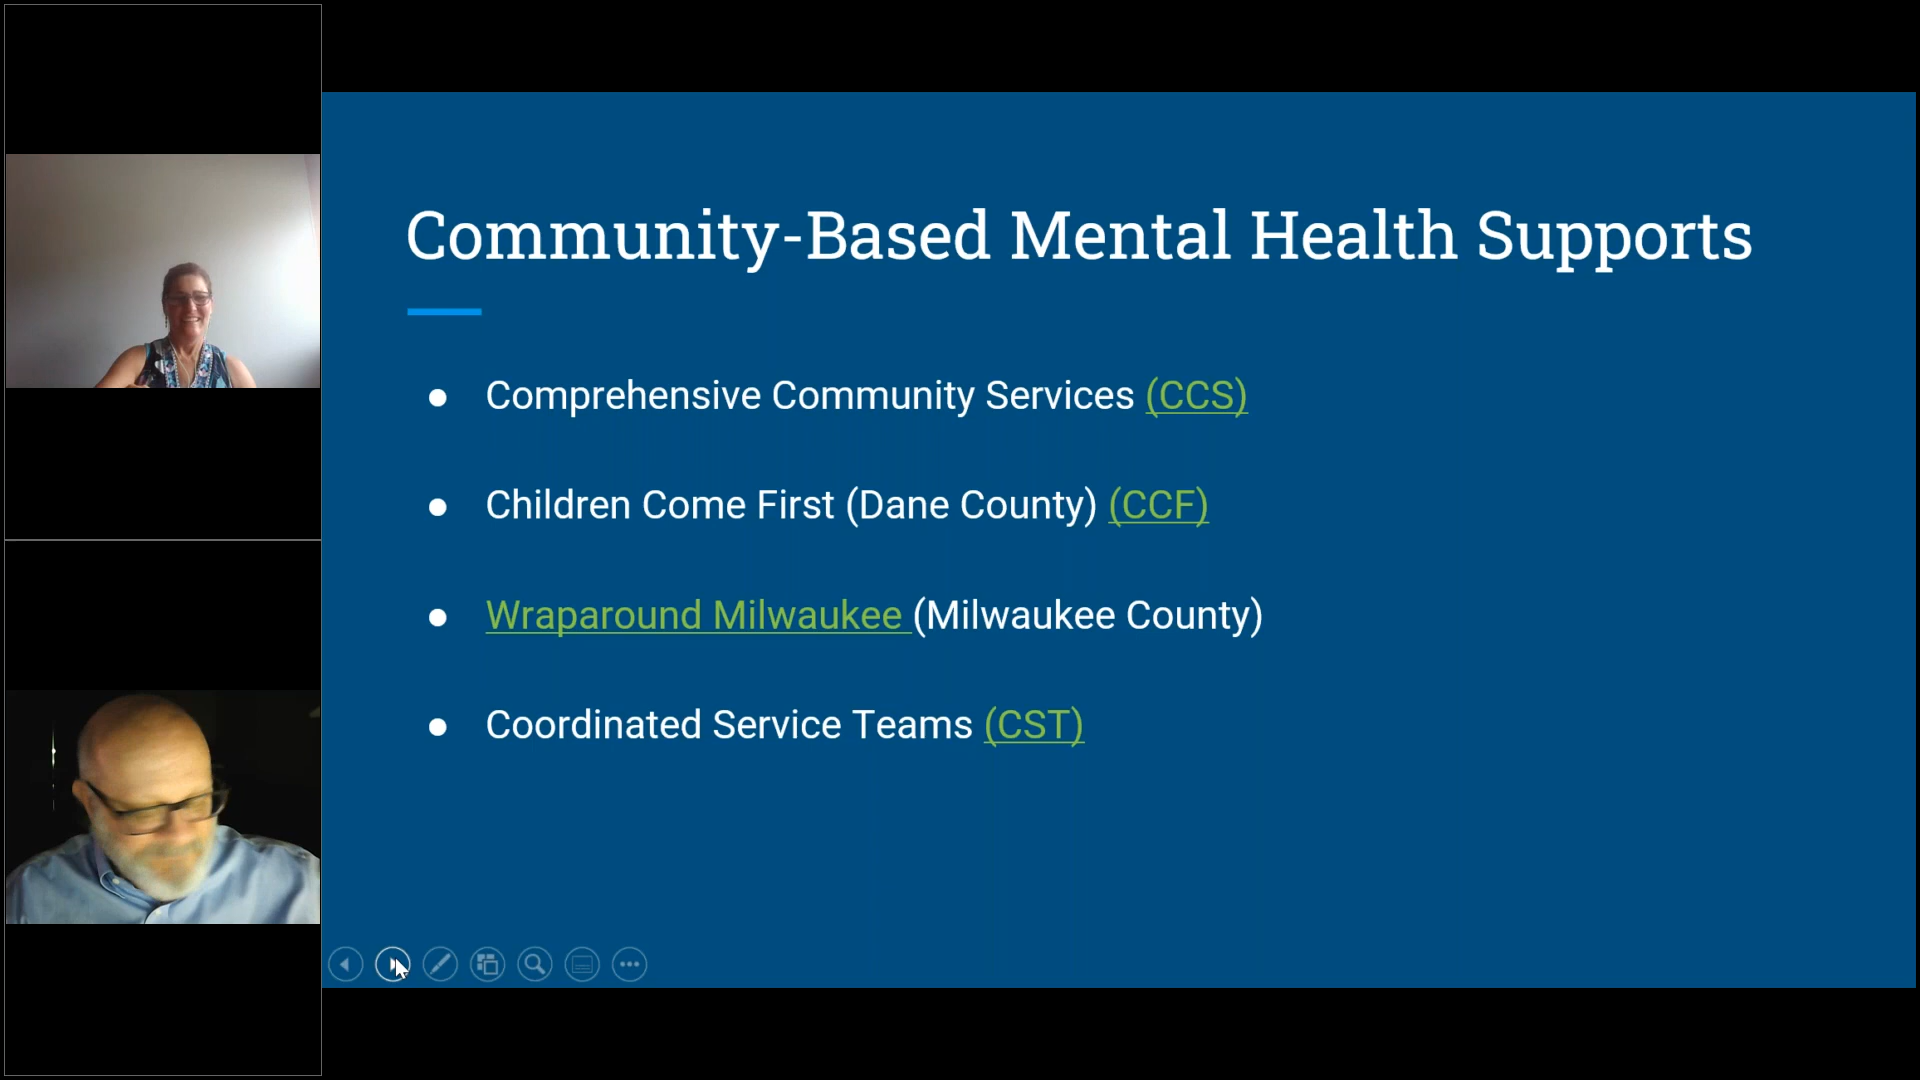 Community-Based Mental Health Supports
● Comprehensive Community Services (CCS)
● Children Come First (Dane County) (CCF)
● Wraparound Milwaukee (Milwaukee County)
● Coordinated Service Teams (CST)